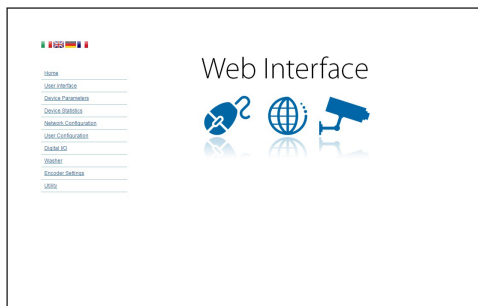 Web Interface
Home
User Interface
Device Parameters
Device Statistics
Network Configuration
User Configuration
Digital I/O
Washer
Encoder Settings
Utility